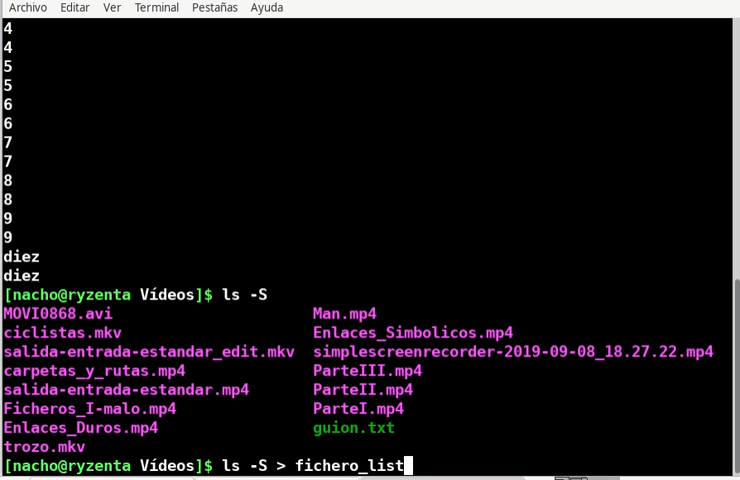 Archivo Editar Ver Terminal Pestañas Ayuda
4
4
5
5
6
6
7
7
8
8
9
9
diez
diez
[nacho@ryzenta Vídeos]$ ls -S
MOVI0868.avi Man.mp4
ciclistas.mkv Enlaces_Simbolicos.mp4
salida-entrada-estandar_edit.mkv simplescreenrecorder-2019-09-08_18.27.22.mp4
carpetas_y_rutas.mp4 ParteIII.mp4
salida-entrada-estandar.mp4 ParteII.mp4
Ficheros_I-malo.mp4 ParteI.mp4
Enlaces_Duros.mp4 guion.txt
trozo.mkv
[nacho@ryzenta Vídeos]$ ls -S > fichero_list